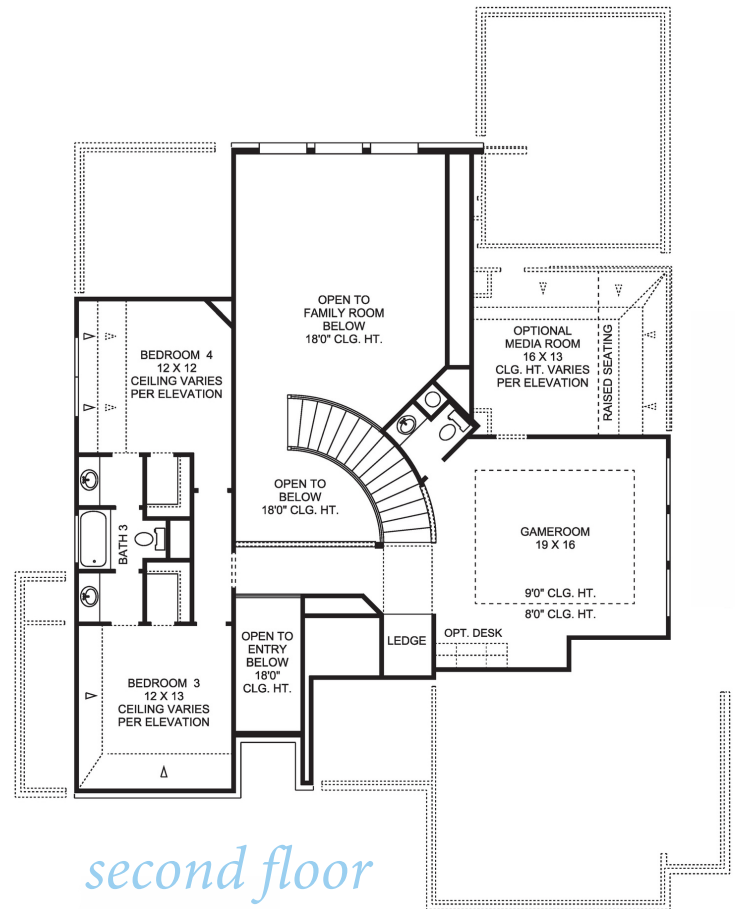 OPEN TO
FAMILY ROOM
BELOW
18'0" CLG. HT.
OPTIONAL
MEDIA ROOM
16 X 13
CLG. HT. VARIES
PER ELEVATION
RAISED SEATING
BEDROOM 4
12 X 12
CEILING VARIES
PER ELEVATION
OPEN TO
BELOW
18'0" CLG. HT.
BATH 3
GAMEROOM
19 X 16
9'0" CLG. HT.
8'0" CLG. HT.
OPEN TO
ENTRY
BELOW
18'0"
CLG. HT.
LEDGE
OPT. DESK
BEDROOM 3
12 X 13
CEILING VARIES
PER ELEVATION
second floor